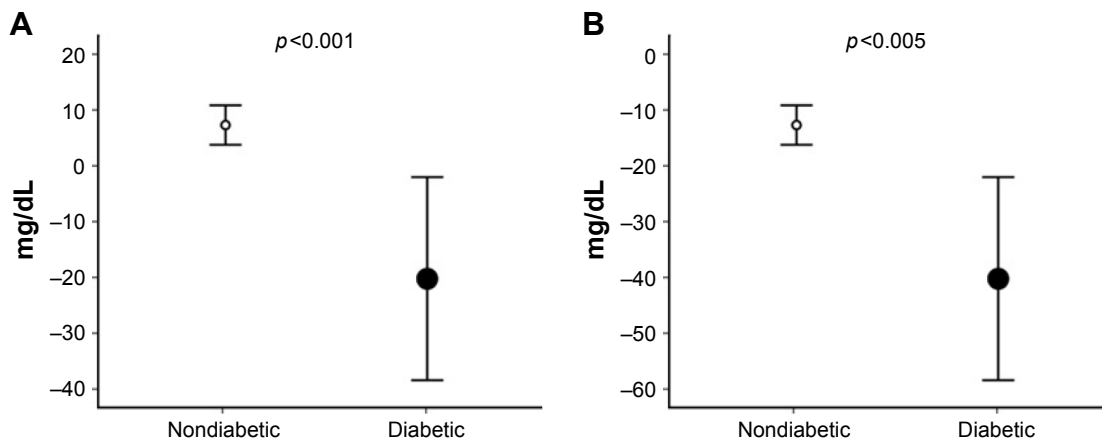 A
p<0.001
mg/dL
20
10
0
–10
–20
–30
–40
Nondiabetic
Diabetic
B
p<0.005
mg/dL
0
–10
–20
–30
–40
–50
–60
Nondiabetic
Diabetic